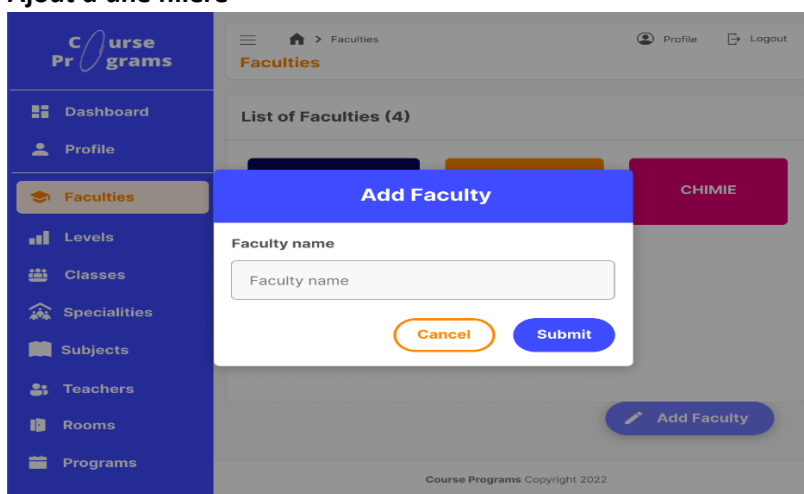 C urse
Pr grams
Dashboard
Profile
Faculties
Levels
Classes
Specialities
Subjects
Teachers
Rooms
Programs
> Faculties
Profile
Logout
Faculties
List of Faculties (4)
CHIMIE
Add Faculty
Faculty name
Faculty name
Cancel
Submit
Add Faculty
Course Programs Copyright 2022